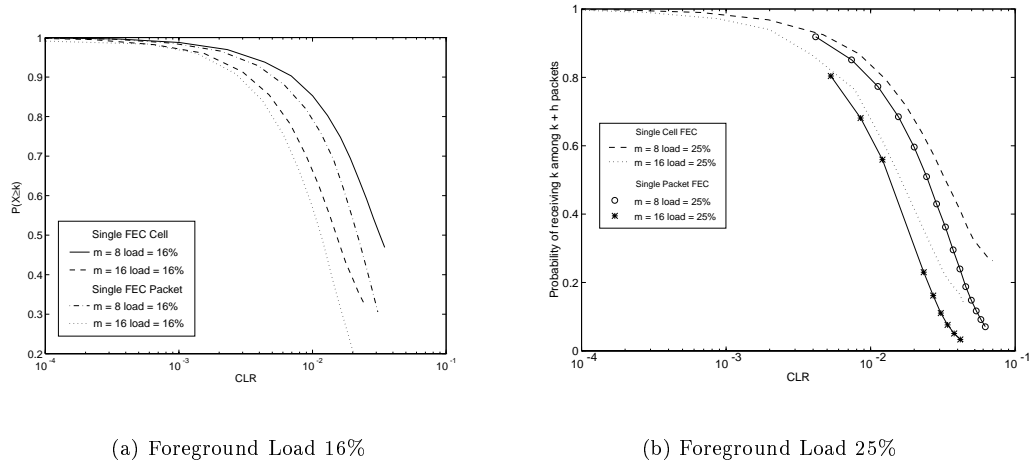 1
0.9
0.8
0.7
0.6
0.5
0.4
0.3
0.2
P(X≥k)
Single FEC Cell
m = 8 load = 16%
m = 16 load = 16%
Single FEC Packet
m = 8 load = 16%
m = 16 load = 16%
10^-4 10^-3 10^-2 10^-1
CLR
(a) Foreground Load 16%
1
0.8
0.6
0.4
0.2
0
Probability of receiving k among k + h packets
Single Cell FEC
m = 8 load = 25%
m = 16 load = 25%
Single Packet FEC
m = 8 load = 25%
m = 16 load = 25%
10^-4 10^-3 10^-2 10^-1
CLR
(b) Foreground Load 25%